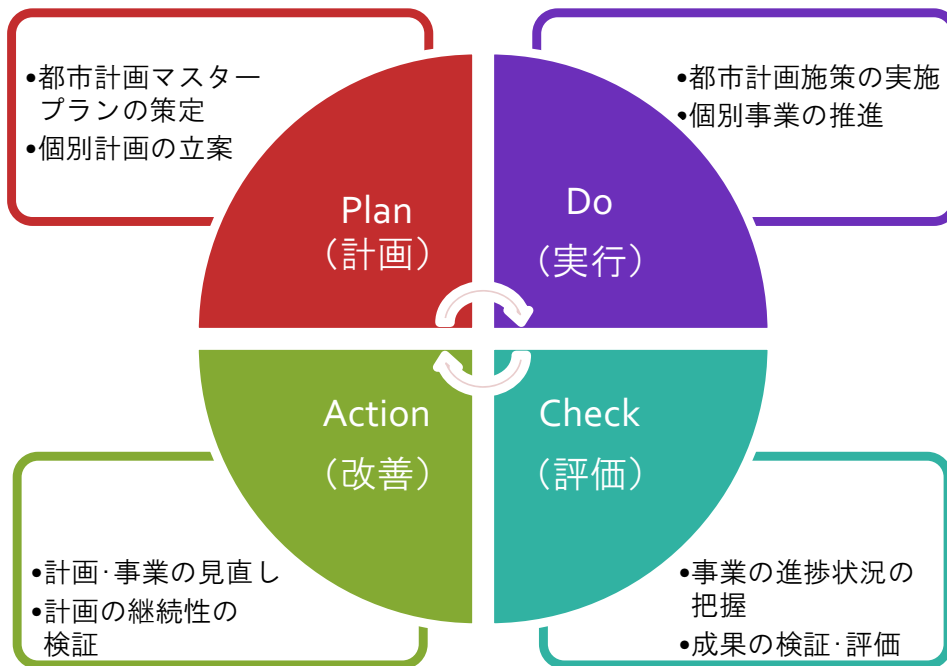 •都市計画マスター
プランの策定
•個別計画の立案
Plan
（計画）
•都市計画施策の実施
•個別事業の推進
Do
（実行）
Action
（改善）
•計画･事業の見直し
•計画の継続性の
検証
Check
（評価）
•事業の進捗状況の
把握
•成果の検証･評価